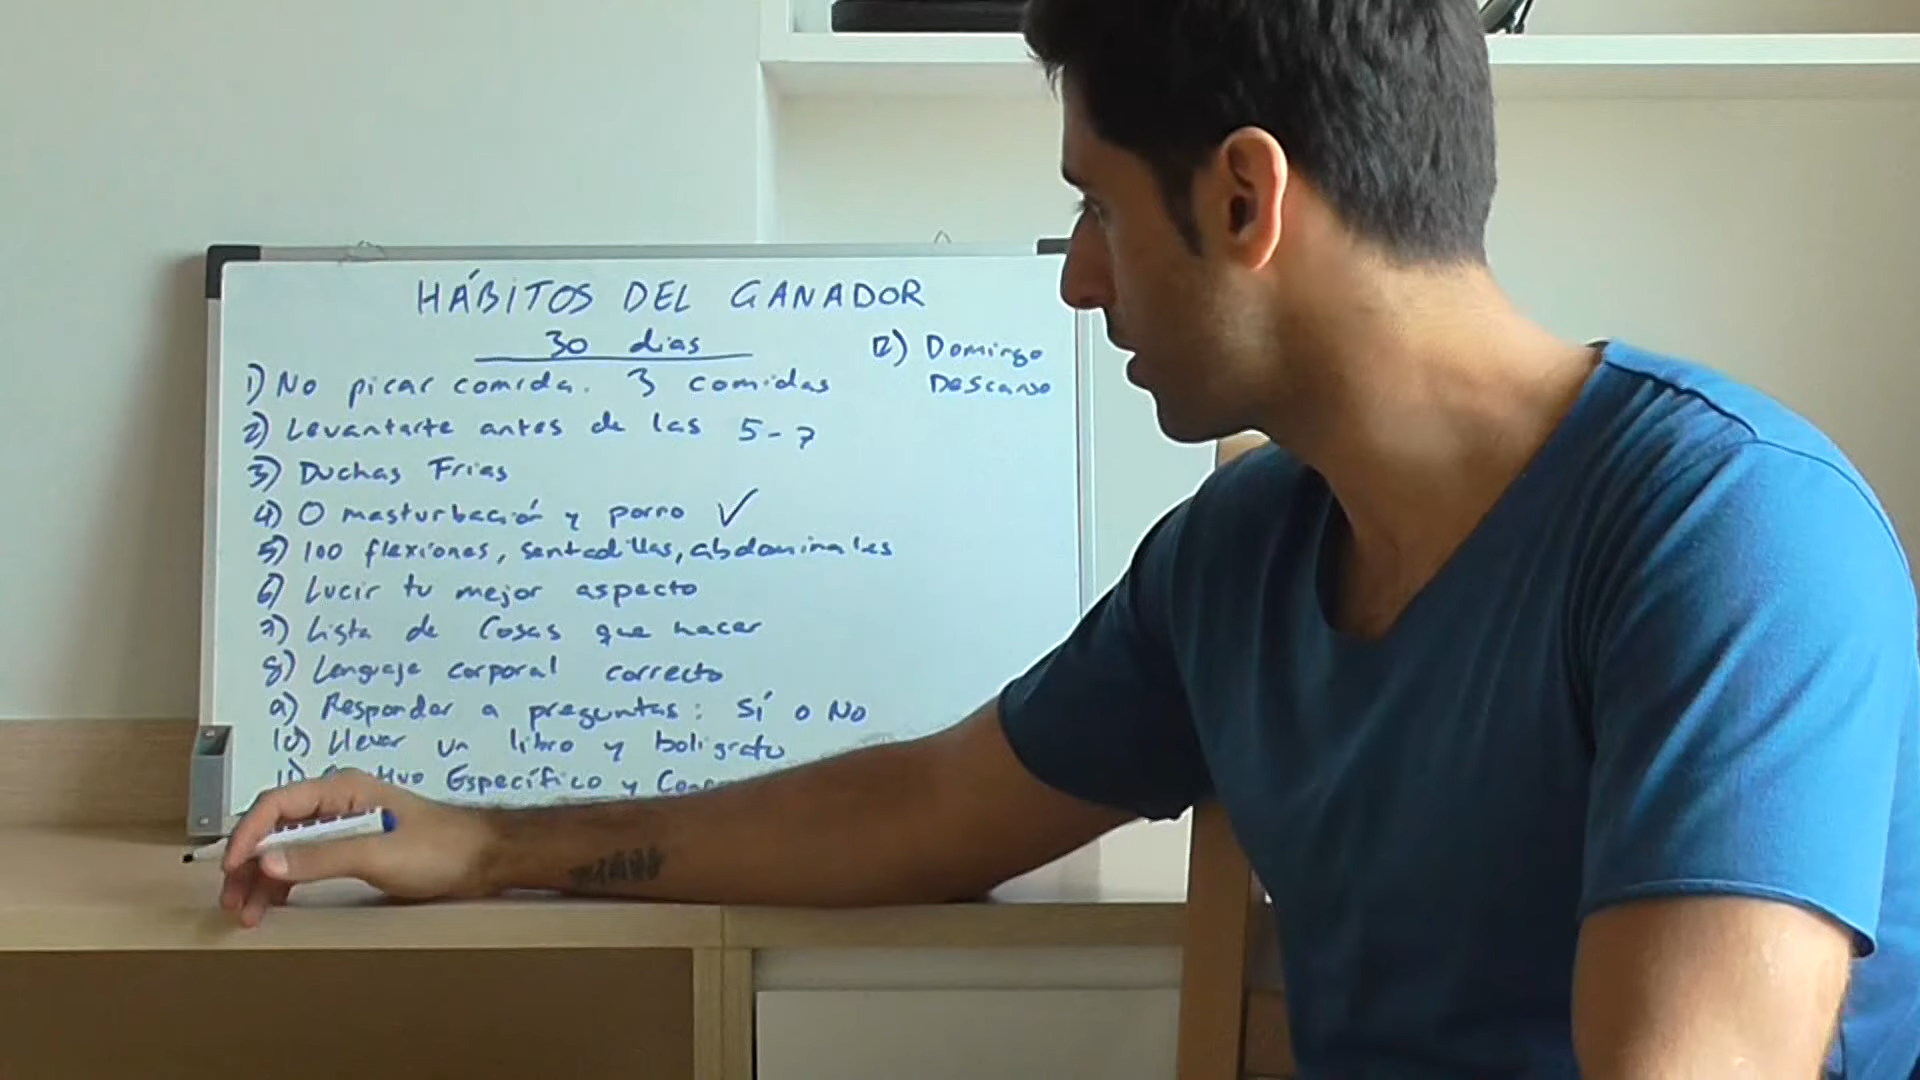 HÁBITOS DEL GANADOR
30 dias
1) No picar comida. 3 comidas
2) Levantarte antes de las 5-7
3) Duchas Frias
4) 0 masturbación y porno ✓
5) 100 flexiones, sentadillas, abdominales
6) Lucir tu mejor aspecto
7) Lista de Cosas que hacer
8) Lenguaje corporal correcto
9) Responder a preguntas: Sí o No
10) Llevar un libro y boligrafo
11) Específico y
12) Domingo
Descanso